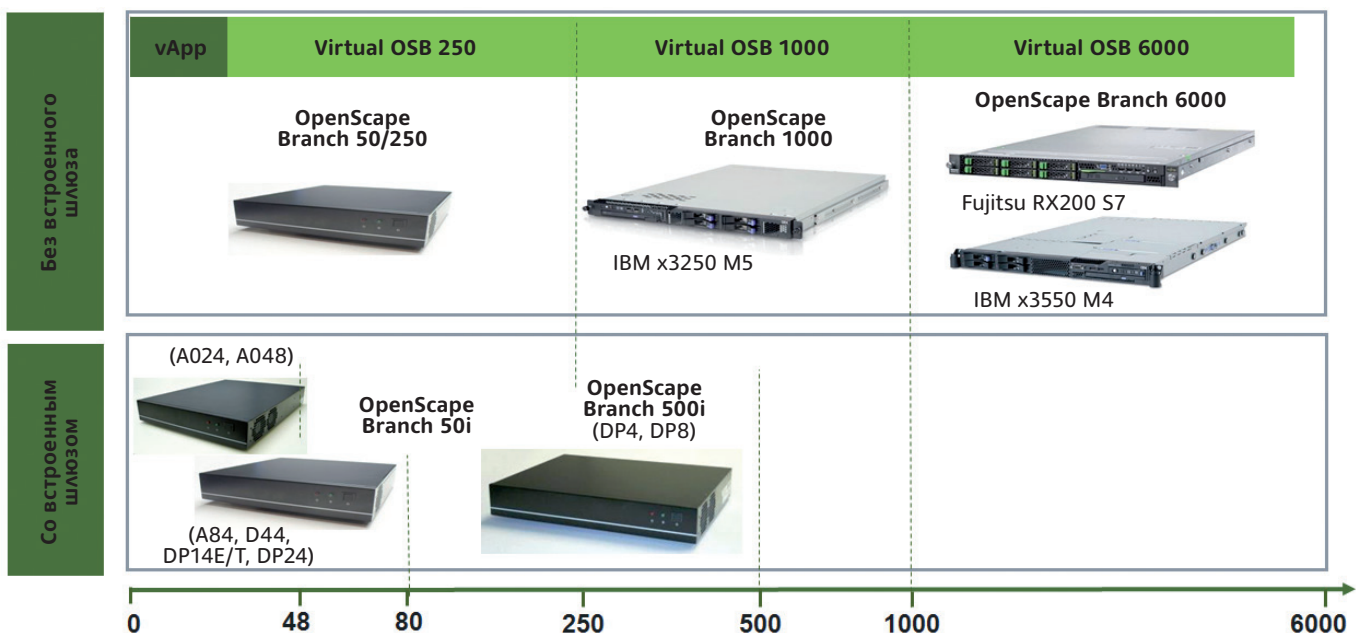 Без встроенного
шлюза
vApp
Virtual OSB 250
Virtual OSB 1000
Virtual OSB 6000
OpenScape
Branch 50/250
OpenScape
Branch 1000
IBM x3250 M5
OpenScape Branch 6000
Fujitsu RX200 S7
IBM x3550 M4
Со встроенным
шлюзом
(A024, A048)
(A84, D44,
DP14E/T, DP24)
OpenScape
Branch 50i
OpenScape
Branch 500i
(DP4, DP8)
0
48
80
250
500
1000
6000